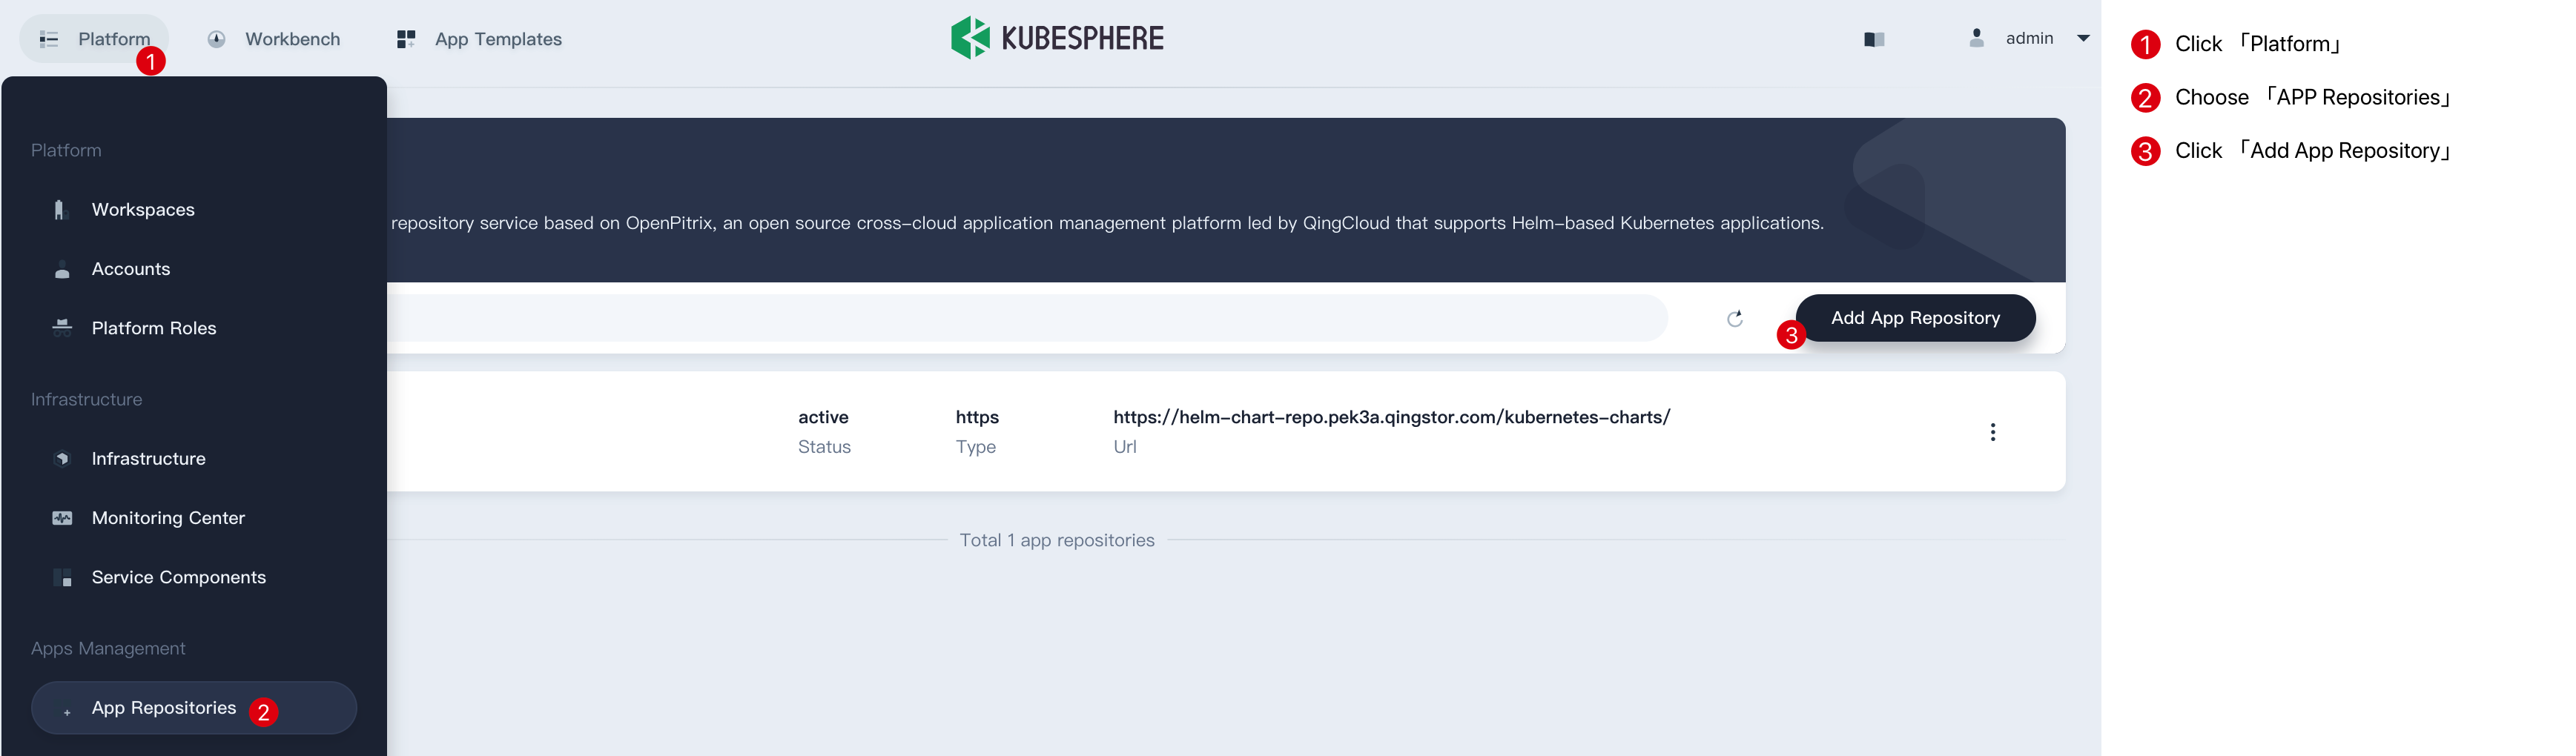 Platform
Workbench
App Templates
KUBESPHERE
admin
1
Platform
Workspaces
Accounts
Platform Roles
Infrastructure
Infrastructure
Monitoring Center
Service Components
Apps Management
App Repositories
2
repository service based on OpenPitrix, an open source cross-cloud application management platform led by QingCloud that supports Helm-based Kubernetes applications.
3
Add App Repository
active
https
https://helm-chart-repo.pek3a.qingstor.com/kubernetes-charts/
Status
Type
Url
Total 1 app repositories
1 Click 「Platform」
2 Choose 「APP Repositories」
3 Click 「Add App Repository」